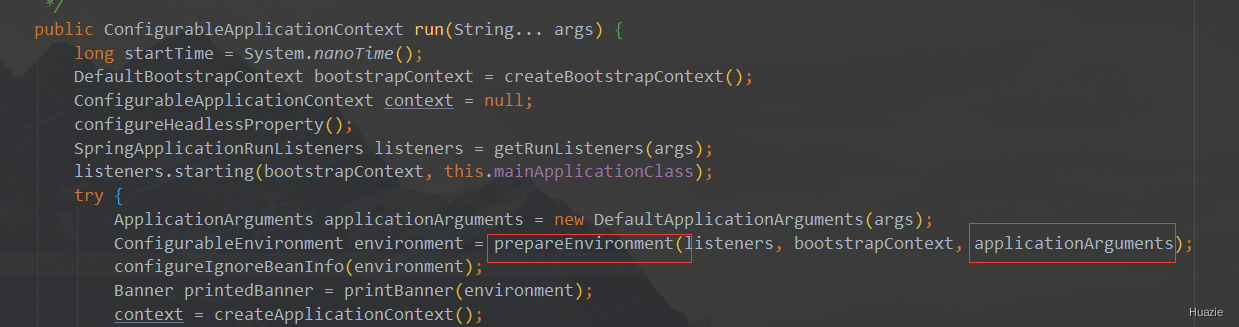 */
public ConfigurableApplicationContext run(String... args) {
long startTime = System.nanoTime();
DefaultBootstrapContext bootstrapContext = createBootstrapContext();
ConfigurableApplicationContext context = null;
configureHeadlessProperty();
SpringApplicationRunListeners listeners = getRunListeners(args);
listeners.starting(bootstrapContext, this.mainApplicationClass);
try {
ApplicationArguments applicationArguments = new DefaultApplicationArguments(args);
ConfigurableEnvironment environment = prepareEnvironment(listeners, bootstrapContext, applicationArguments);
configureIgnoreBeanInfo(environment);
Banner printedBanner = printBanner(environment);
context = createApplicationContext();
Huazie